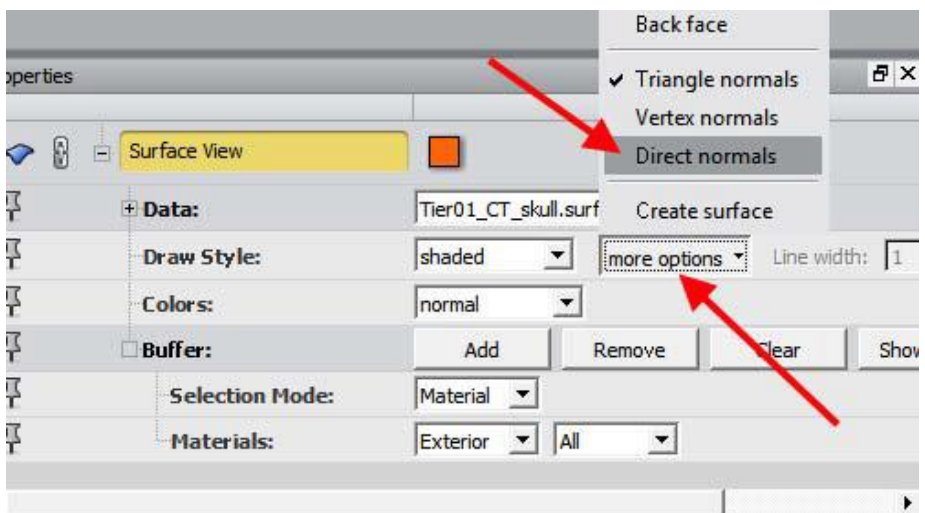 Back face
operties
✔ Triangle normals
Vertex normals
Surface View
Direct normals
Data:
Tier01_CT_skull.surf
Create surface
Draw Style:
shaded
more options
Line width:
1
Colors:
normal
Buffer:
Add
Remove
Clear
Show
Selection Mode:
Material
Materials:
Exterior
All